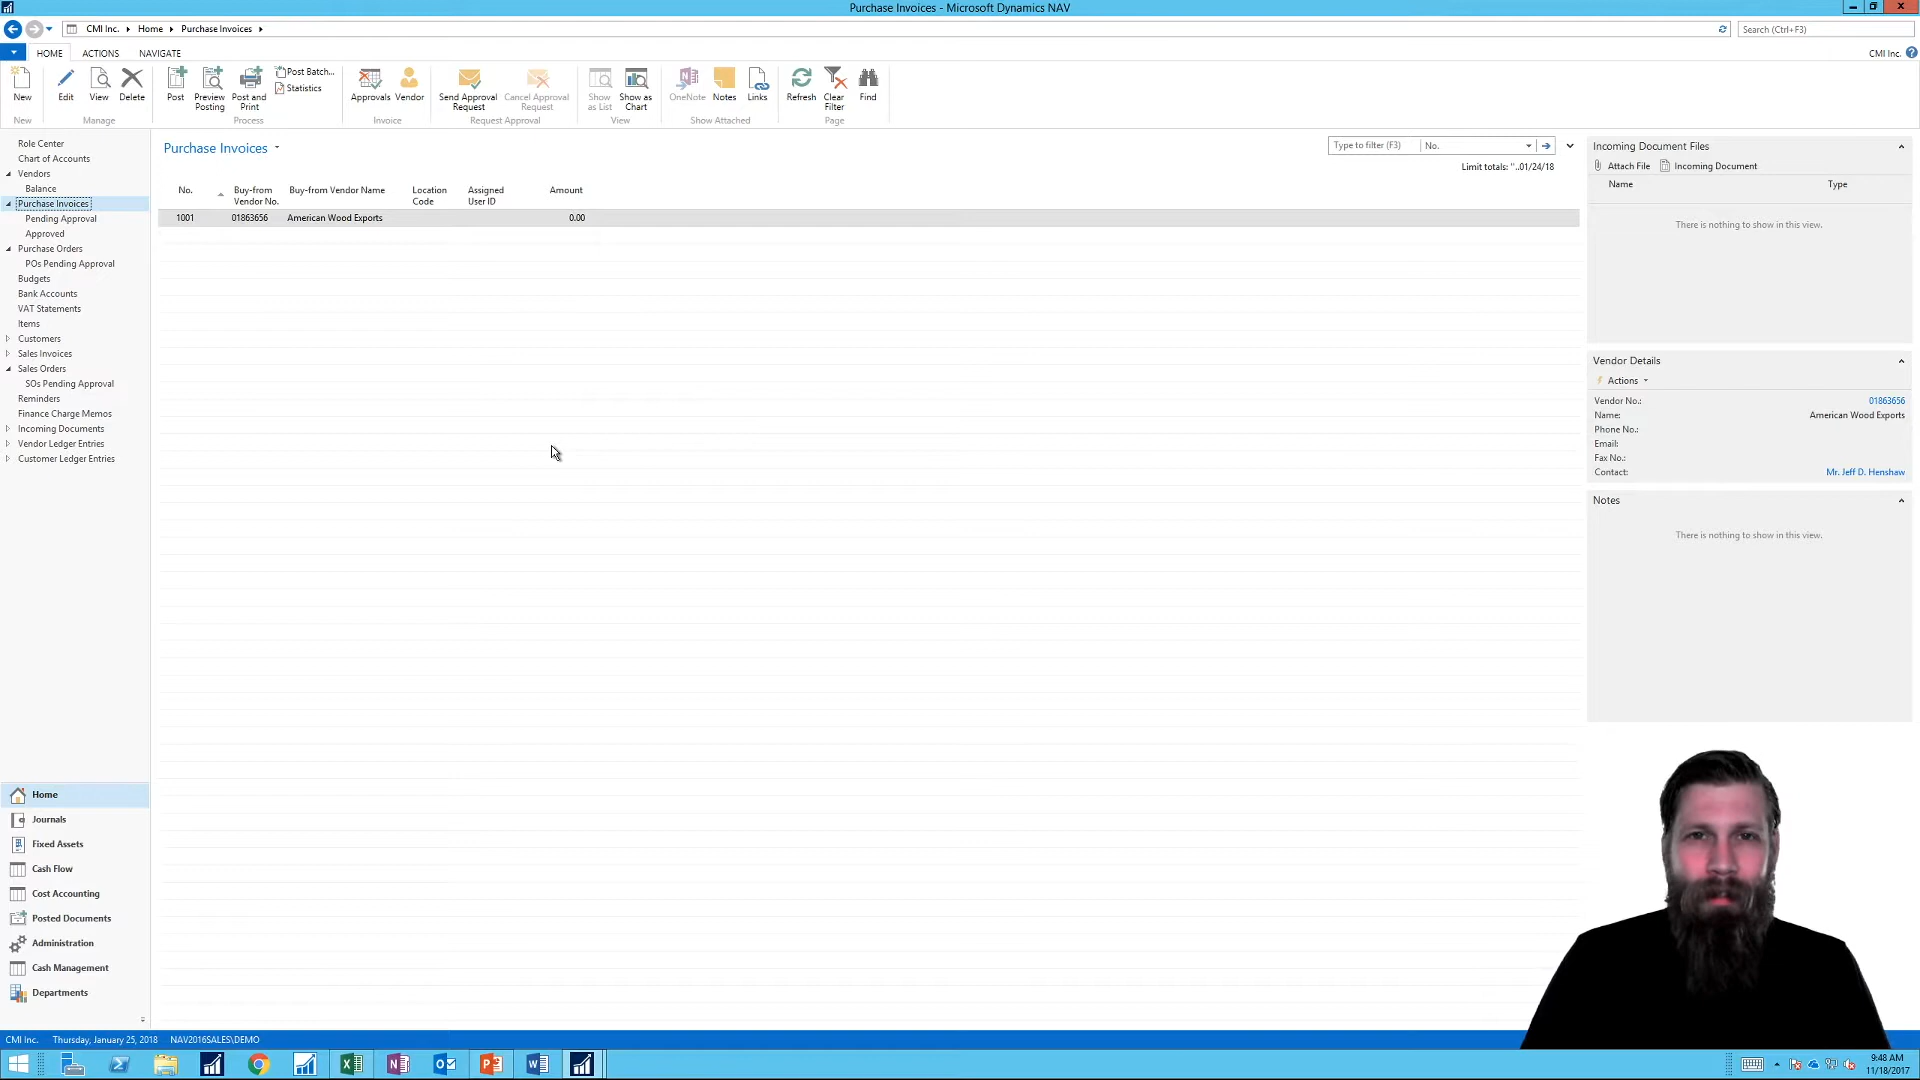 Purchase Invoices - Microsoft Dynamics NAV
CMI Inc. Home Purchase Invoices
Search (Ctrl+F3)
HOME ACTIONS NAVIGATE
CMI Inc.
New
Edit View Delete
Post Preview Posting Post and Print
Post Batch...
Statistics
Approvals Vendor
Send Approval Request Cancel Approval Request
Show as List Show as Chart
OneNote Notes Links
Refresh Clear Filter Find
New Manage Process Invoice Request Approval View Show Attached Page
Role Center
Chart of Accounts
Vendors
Balance
Purchase Invoices
Pending Approval
Approved
Purchase Orders
POs Pending Approval
Budgets
Bank Accounts
VAT Statements
Items
Customers
Sales Invoices
Sales Orders
SOs Pending Approval
Reminders
Finance Charge Memos
Incoming Documents
Vendor Ledger Entries
Customer Ledger Entries
Home
Journals
Fixed Assets
Cash Flow
Cost Accounting
Posted Documents
Administration
Cash Management
Departments
Purchase Invoices
Type to filter (F3) No.
Limit totals: ''..01/24/18
No. Buy-from Vendor No. Buy-from Vendor Name Location Code Assigned User ID Amount
1001 01863656 American Wood Exports 0.00
Incoming Document Files
Attach File Incoming Document
Name Type
There is nothing to show in this view.
Vendor Details
Actions
Vendor No.: 01863656
Name: American Wood Exports
Phone No.:
Email:
Fax No.:
Contact: Mr. Jeff D. Henshaw
Notes
There is nothing to show in this view.
CMI Inc. Thursday, January 25, 2018 NAV2016SALES\DEMO
9:48 AM
11/18/2017